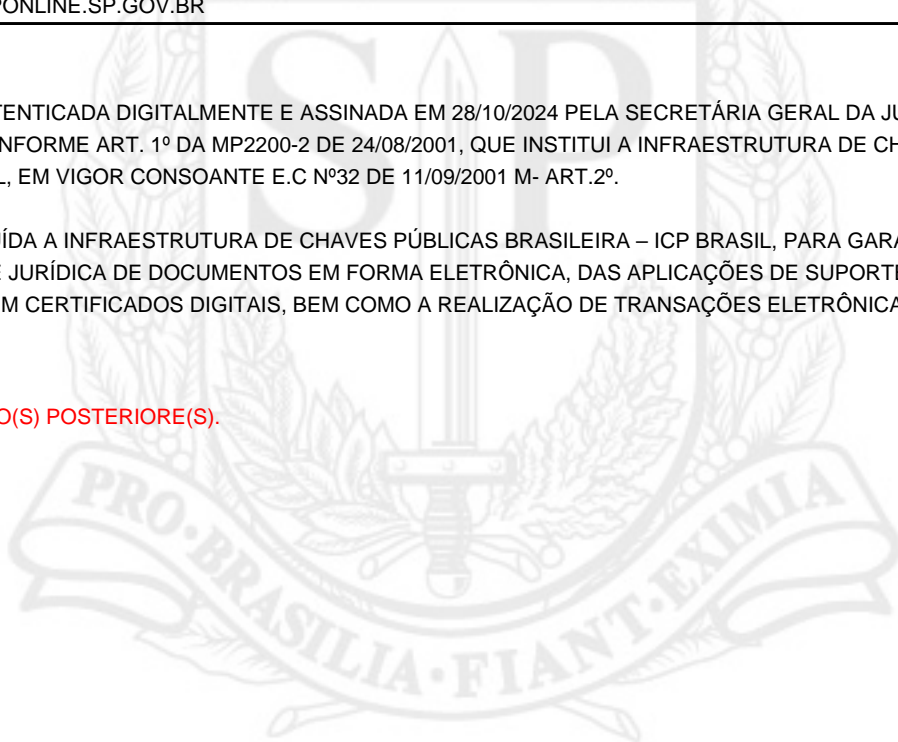 PONLINE.SP.GOV.BR
TENTICADA DIGITALMENTE E ASSINADA EM 28/10/2024 PELA SECRETÁRIA GERAL DA JU
NFORME ART. 1º DA MP2200-2 DE 24/08/2001, QUE INSTITUI A INFRAESTRUTURA DE CH
L, EM VIGOR CONSOANTE E.C Nº32 DE 11/09/2001 M- ART.2º.
ÍDA A INFRAESTRUTURA DE CHAVES PÚBLICAS BRASILEIRA – ICP BRASIL, PARA GARA
E JURÍDICA DE DOCUMENTOS EM FORMA ELETRÔNICA, DAS APLICAÇÕES DE SUPORTE
M CERTIFICADOS DIGITAIS, BEM COMO A REALIZAÇÃO DE TRANSAÇÕES ELETRÔNICA
O(S) POSTERIORE(S).
SP
PRO·BRASILIA·FIANT·EXIMIA